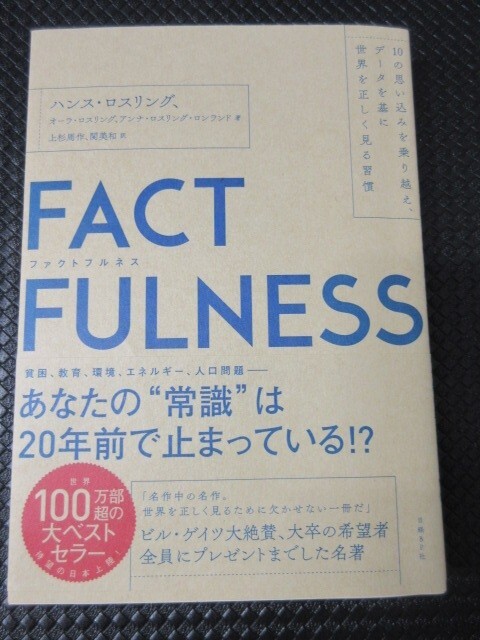 10の思い込みを乗り越え、
データを基に
世界を正しく見る習慣
ハンス・ロスリング、
オーラ・ロスリング、アンナ・ロスリング・ロンランド 著
上杉周作、関美和 訳
FACT
ファクトフルネス
FULNESS
貧困、教育、環境、エネルギー、人口問題――
あなたの“常識”は
20年前で止まっている!?
世界
100万部
超の
大ベスト
セラー
待望の日本上陸!
「名作中の名作。
世界を正しく見るために欠かせない一冊だ」
ビル・ゲイツ大絶賛、大卒の希望者
全員にプレゼントまでした名著
日経BP社